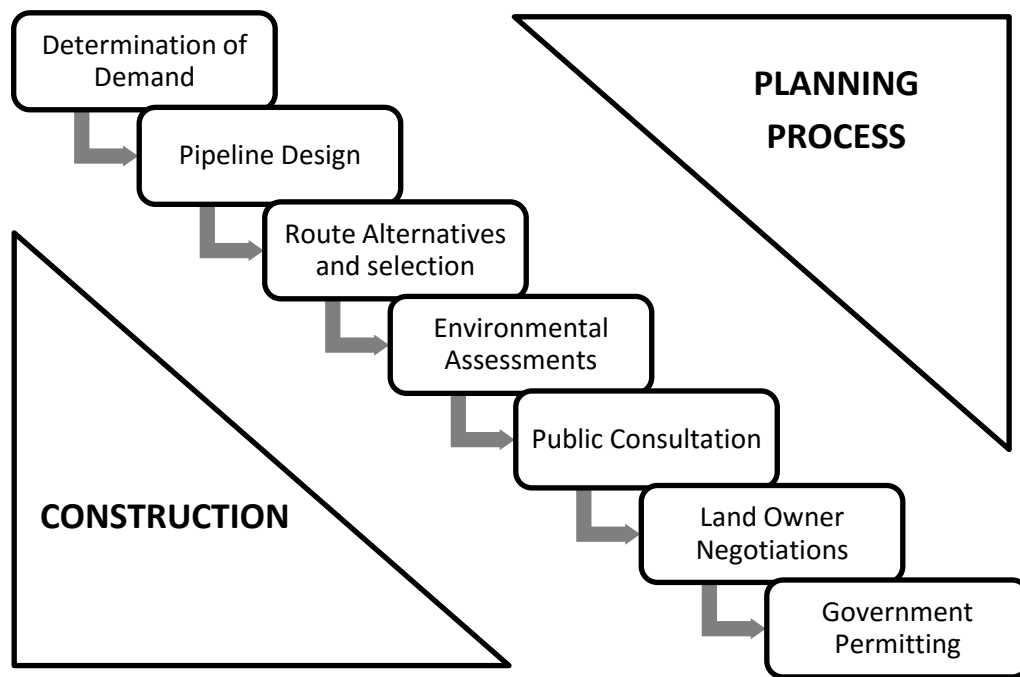 Determination of
Demand
PLANNING
PROCESS
Pipeline Design
Route Alternatives
and selection
Environmental
Assessments
Public Consultation
CONSTRUCTION
Land Owner
Negotiations
Government
Permitting